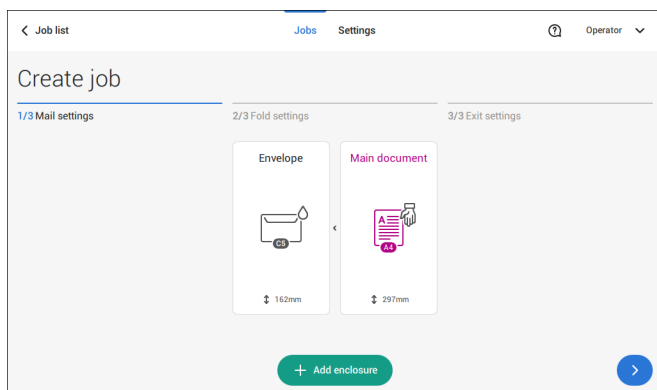 Job list
Jobs
Settings
Operator
Create job
1/3 Mail settings
2/3 Fold settings
3/3 Exit settings
Envelope
Main document
C5
A
A4
162mm
297mm
+ Add enclosure